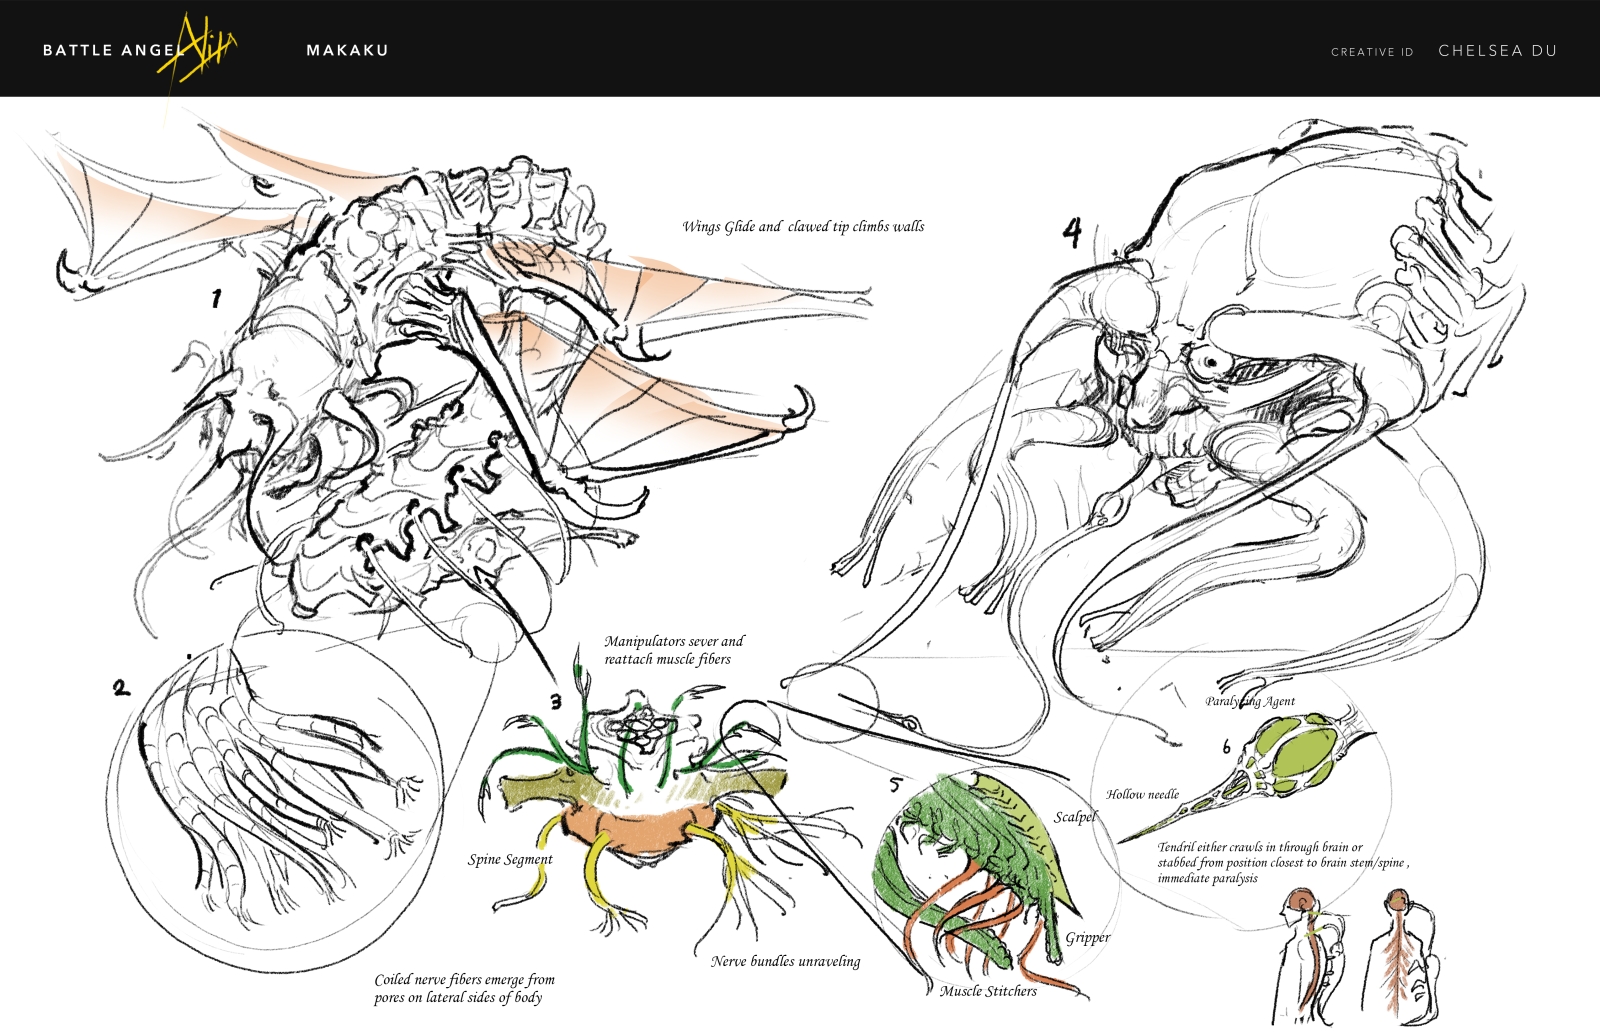 BATTLE ANGEL Alita
MAKAKU
CREATIVE ID CHELSEA DU
1
Wings Glide and clawed tip climbs walls
4
2
3
Manipulators sever and
reattach muscle fibers
Spine Segment
Coiled nerve fibers emerge from
pores on lateral sides of body
Nerve bundles unraveling
5
Scalpel
Gripper
Muscle Stitchers
6
Paralyzing Agent
Hollow needle
Tendril either crawls in through brain or
stabbed from position closest to brain stem/spine ,
immediate paralysis